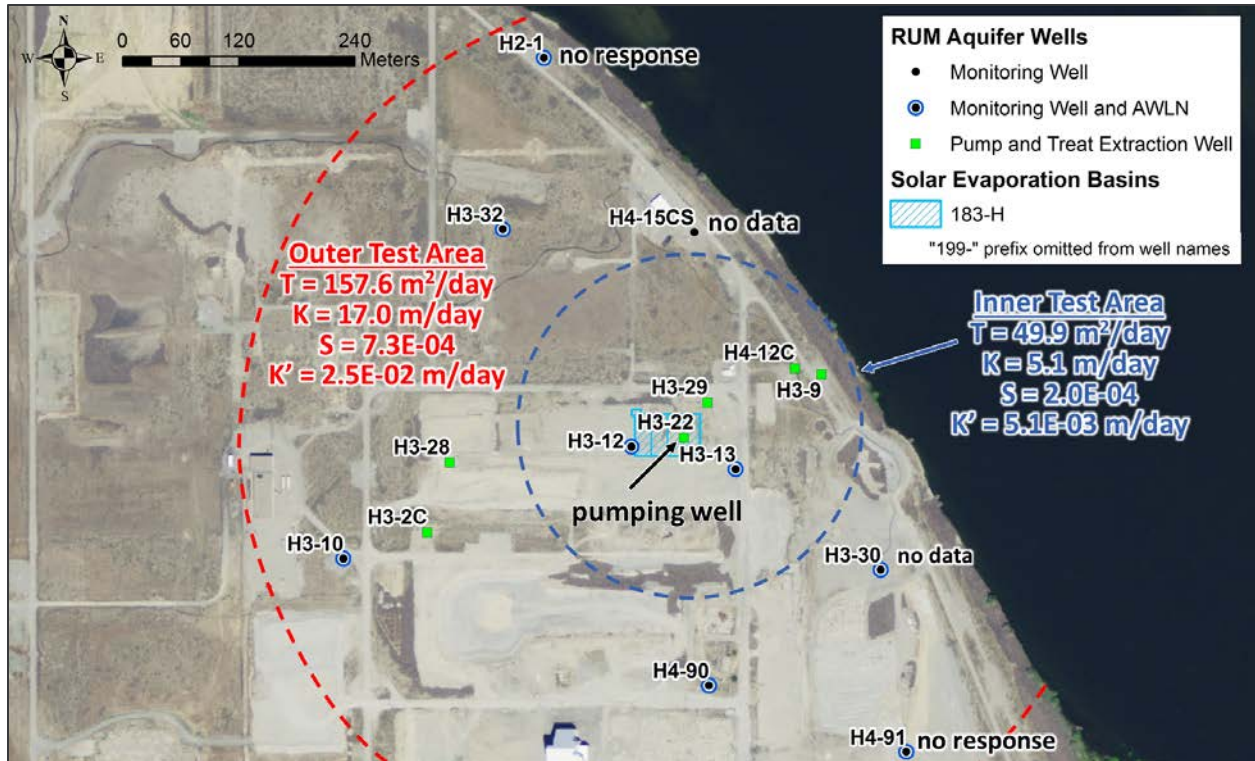 N
W
E
S
0 60 120 240
Meters
H2-1
no response
RUM Aquifer Wells
Monitoring Well
Monitoring Well and AWLN
Pump and Treat Extraction Well
Solar Evaporation Basins
183-H
"199-" prefix omitted from well names
H3-32
H4-15CS
no data
Outer Test Area
T = 157.6 m²/day
K = 17.0 m/day
S = 7.3E-04
K' = 2.5E-02 m/day
Inner Test Area
T = 49.9 m²/day
K = 5.1 m/day
S = 2.0E-04
K' = 5.1E-03 m/day
H4-12C
H3-9
H3-29
H3-22
H3-12
H3-13
H3-28
pumping well
H3-2C
H3-10
H3-30
no data
H4-90
H4-91
no response